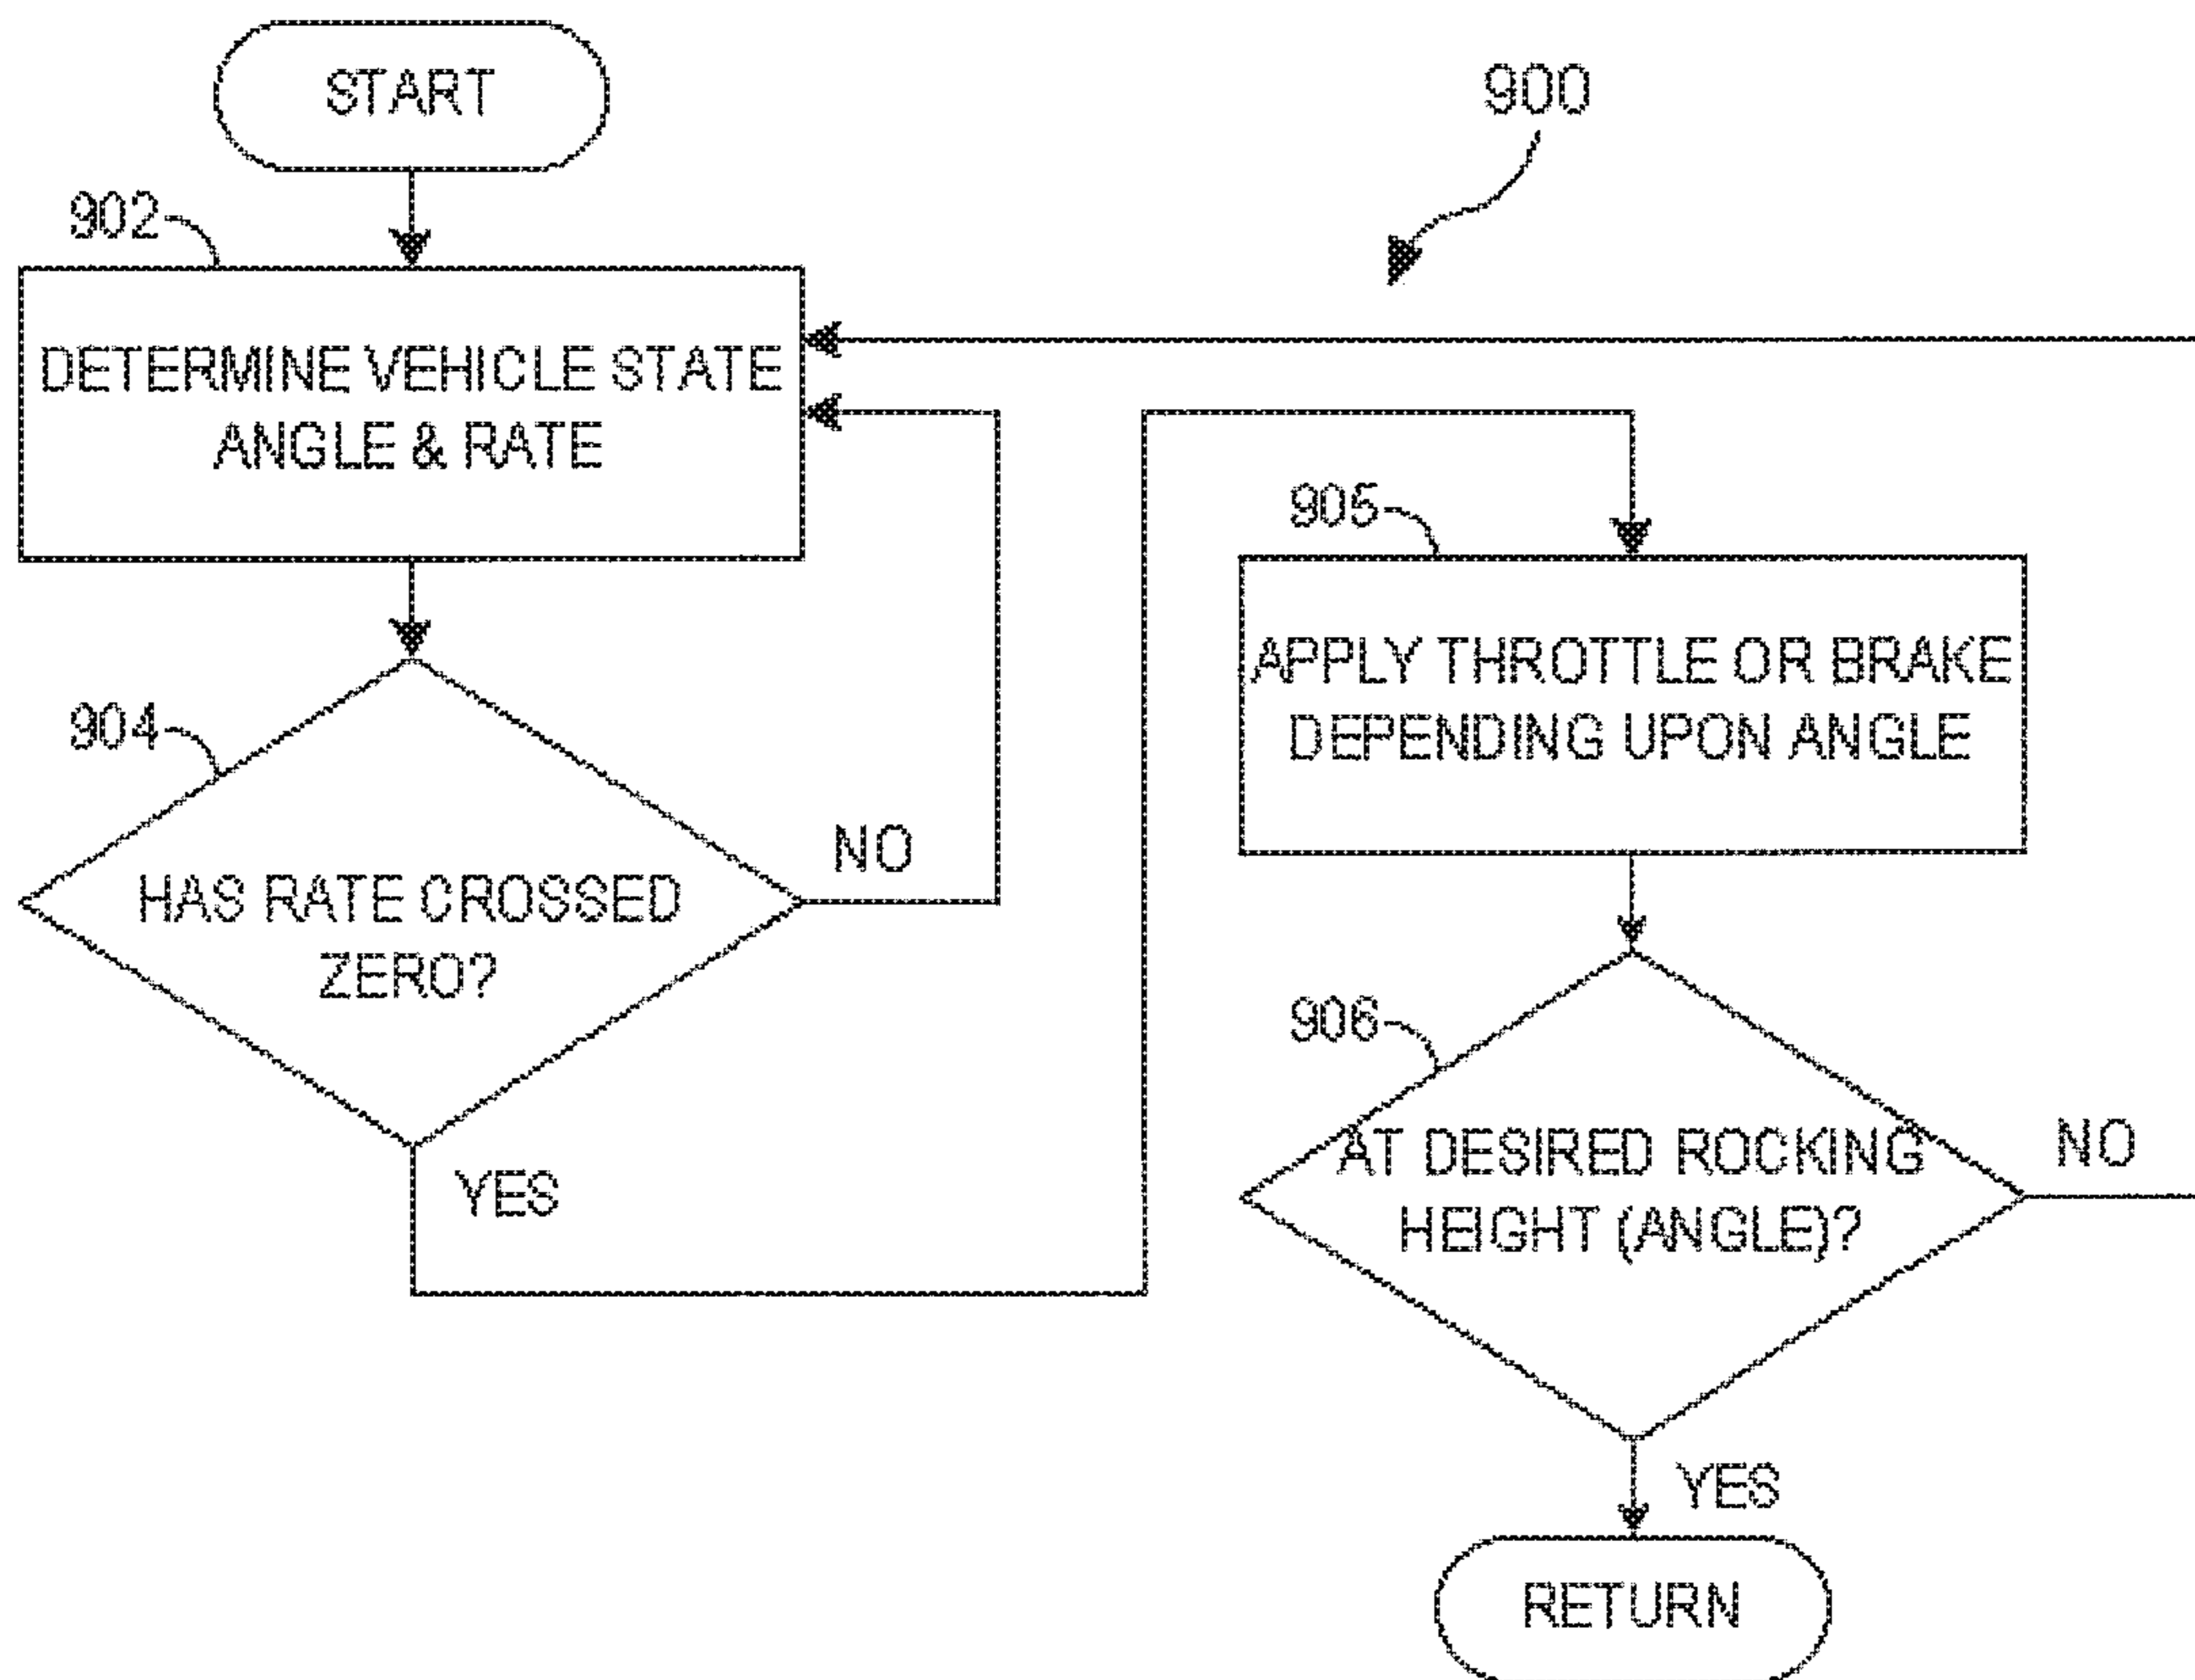 START
900
902
DETERMINE VEHICLE STATE
ANGLE & RATE
904
HAS RATE CROSSED
ZERO?
NO
YES
905
APPLY THROTTLE OR BRAKE
DEPENDING UPON ANGLE
906
AT DESIRED ROCKING
HEIGHT (ANGLE)?
NO
YES
RETURN